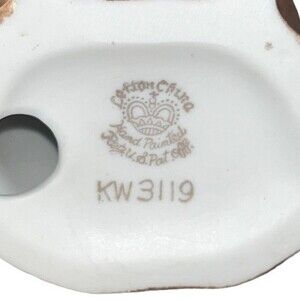 Lefton China
Hand Painted
Reg. U.S. Pat. Off.
KW3119